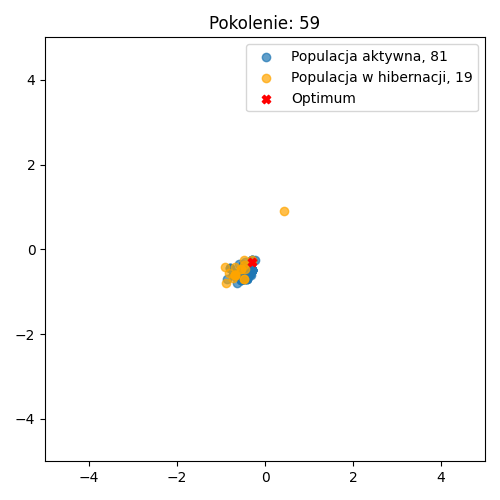 Pokolenie: 59
Populacja aktywna, 81
Populacja w hibernacji, 19
Optimum
4
2
0
−2
−4
−4
−2
0
2
4